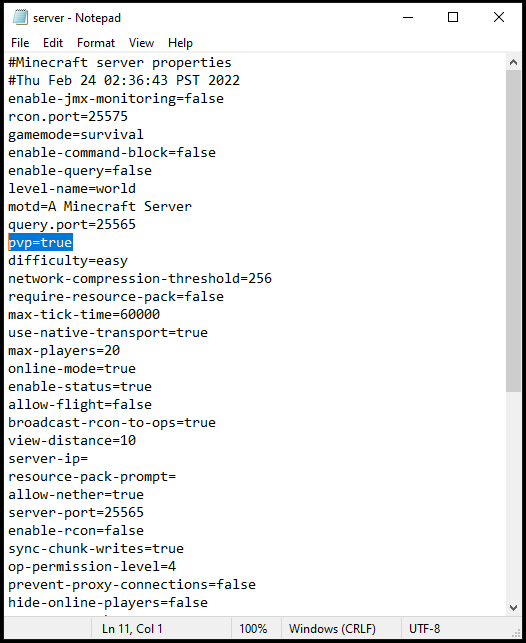 server - Notepad
File Edit Format View Help
#Minecraft server properties
#Thu Feb 24 02:36:43 PST 2022
enable-jmx-monitoring=false
rcon.port=25575
gamemode=survival
enable-command-block=false
enable-query=false
level-name=world
motd=A Minecraft Server
query.port=25565
pvp=true
difficulty=easy
network-compression-threshold=256
require-resource-pack=false
max-tick-time=60000
use-native-transport=true
max-players=20
online-mode=true
enable-status=true
allow-flight=false
broadcast-rcon-to-ops=true
view-distance=10
server-ip=
resource-pack-prompt=
allow-nether=true
server-port=25565
enable-rcon=false
sync-chunk-writes=true
op-permission-level=4
prevent-proxy-connections=false
hide-online-players=false
Ln 11, Col 1 100% Windows (CRLF) UTF-8